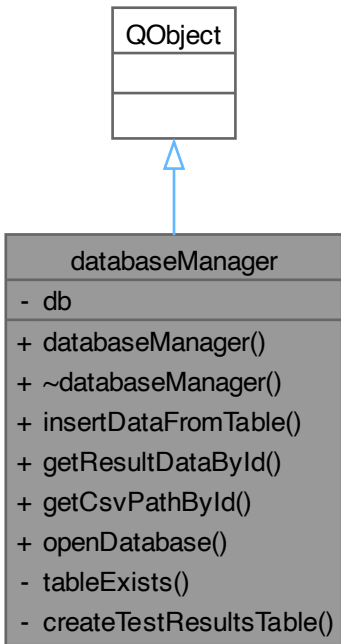 QObject
databaseManager
- db
+ databaseManager()
+ ~databaseManager()
+ insertDataFromTable()
+ getResultDataById()
+ getCsvPathById()
+ openDatabase()
- tableExists()
- createTestResultsTable()